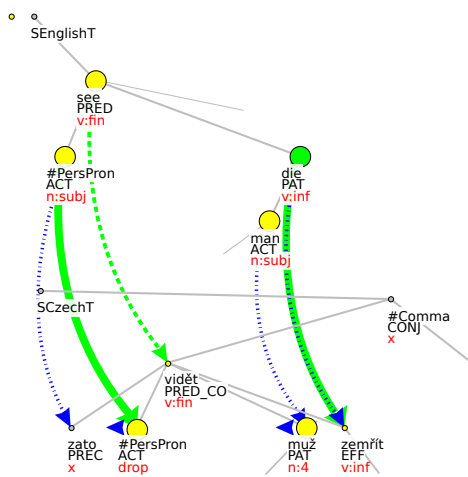 SEnglishT
see
PRED
v:fin
#PersPron
ACT
n:subj
die
PAT
v:inf
man
ACT
n:subj
SCzechT
#Comma
CONJ
x
vidět
PRED_CO
v:fin
zato
PREC
x
#PersPron
ACT
drop
muž
PAT
n:4
zemřít
EFF
v:inf